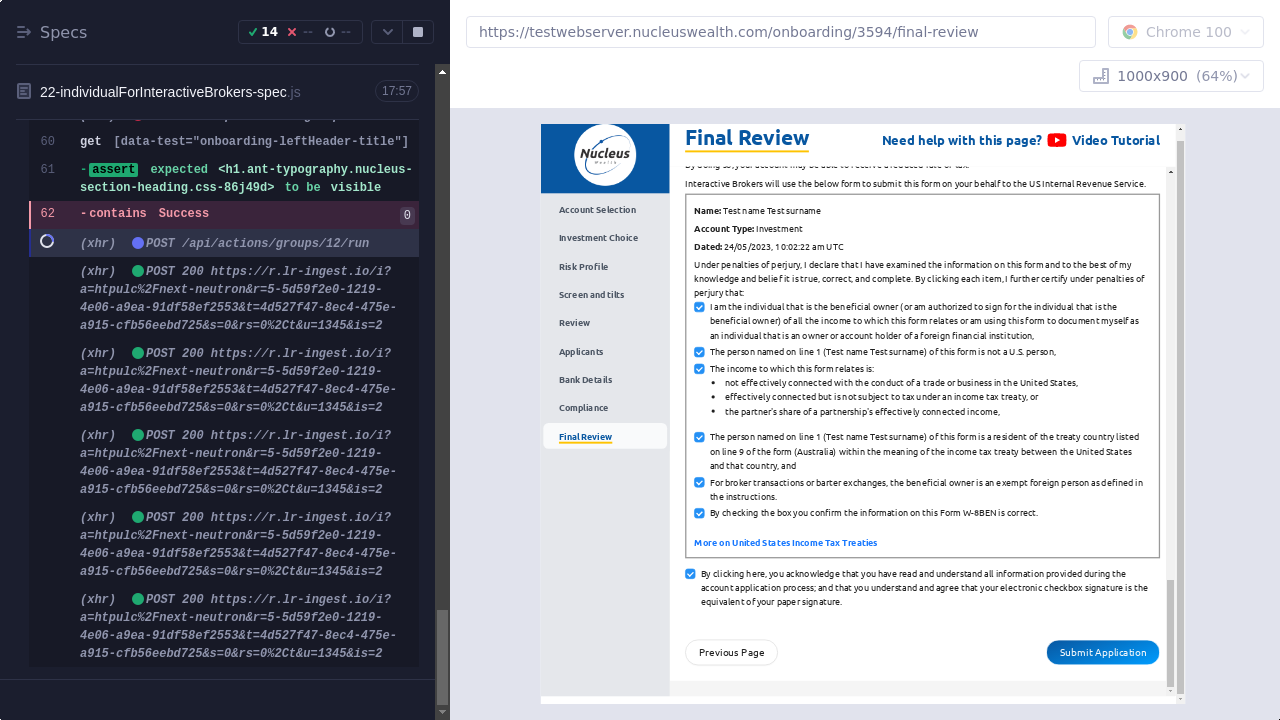 Specs
14
--
--
https://testwebserver.nucleuswealth.com/onboarding/3594/final-review
Chrome 100
1000x900 (64%)
22-individualForInteractiveBrokers-spec.js
17:57
60 get [data-test="onboarding-leftHeader-title"]
61 -assert expected <h1.ant-typography.nucleus-
section-heading.css-86j49d> to be visible
62 -contains Success 0
(xhr) POST /api/actions/groups/12/run
(xhr) POST 200 https://r.lr-ingest.io/i?
a=htpulc%2Fnext-neutron&r=5-5d59f2e0-1219-
4e06-a9ea-91df58ef2553&t=4d527f47-8ec4-475e-
a915-cfb56eebd725&s=0&rs=0%2Ct&u=1345&is=2
(xhr) POST 200 https://r.lr-ingest.io/i?
a=htpulc%2Fnext-neutron&r=5-5d59f2e0-1219-
4e06-a9ea-91df58ef2553&t=4d527f47-8ec4-475e-
a915-cfb56eebd725&s=0&rs=0%2Ct&u=1345&is=2
(xhr) POST 200 https://r.lr-ingest.io/i?
a=htpulc%2Fnext-neutron&r=5-5d59f2e0-1219-
4e06-a9ea-91df58ef2553&t=4d527f47-8ec4-475e-
a915-cfb56eebd725&s=0&rs=0%2Ct&u=1345&is=2
(xhr) POST 200 https://r.lr-ingest.io/i?
a=htpulc%2Fnext-neutron&r=5-5d59f2e0-1219-
4e06-a9ea-91df58ef2553&t=4d527f47-8ec4-475e-
a915-cfb56eebd725&s=0&rs=0%2Ct&u=1345&is=2
(xhr) POST 200 https://r.lr-ingest.io/i?
a=htpulc%2Fnext-neutron&r=5-5d59f2e0-1219-
4e06-a9ea-91df58ef2553&t=4d527f47-8ec4-475e-
a915-cfb56eebd725&s=0&rs=0%2Ct&u=1345&is=2
Nucleus
Wealth
Account Selection
Investment Choice
Risk Profile
Screen and tilts
Review
Applicants
Bank Details
Compliance
Final Review
Final Review
Need help with this page? Video Tutorial
By doing so, your account may be able to receive a reduced rate of tax.
Interactive Brokers will use the below form to submit this form on your behalf to the US Internal Revenue Service.
Name: Test name Test surname
Account Type: Investment
Dated: 24/05/2023, 10:02:22 am UTC
Under penalties of perjury, I declare that I have examined the information on this form and to the best of my
knowledge and belief it is true, correct, and complete. By clicking each item, I further certify under penalties of
perjury that:
I am the individual that is the beneficial owner (or am authorized to sign for the individual that is the
beneficial owner) of all the income to which this form relates or am using this form to document myself as
an individual that is an owner or account holder of a foreign financial institution,
The person named on line 1 (Test name Test surname) of this form is not a U.S. person,
The income to which this form relates is:
• not effectively connected with the conduct of a trade or business in the United States,
• effectively connected but is not subject to tax under an income tax treaty, or
• the partner's share of a partnership's effectively connected income,
The person named on line 1 (Test name Test surname) of this form is a resident of the treaty country listed
on line 9 of the form (Australia) within the meaning of the income tax treaty between the United States
and that country, and
For broker transactions or barter exchanges, the beneficial owner is an exempt foreign person as defined in
the instructions.
By checking the box you confirm the information on this Form W-8BEN is correct.
More on United States Income Tax Treaties
By clicking here, you acknowledge that you have read and understand all information provided during the
account application process; and that you understand and agree that your electronic checkbox signature is the
equivalent of your paper signature.
Previous Page
Submit Application